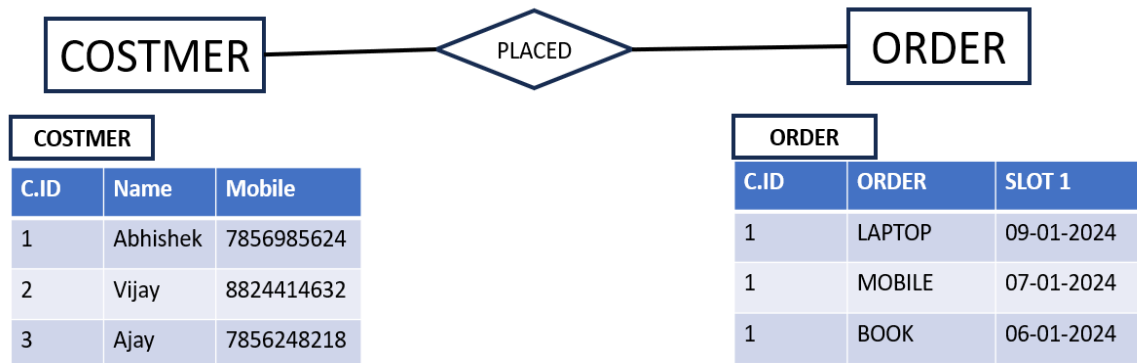 COSTMER PLACED ORDER
COSTMER
C.ID Name Mobile
1 Abhishek 7856985624
2 Vijay 8824414632
3 Ajay 7856248218
ORDER
C.ID ORDER SLOT 1
1 LAPTOP 09-01-2024
1 MOBILE 07-01-2024
1 BOOK 06-01-2024